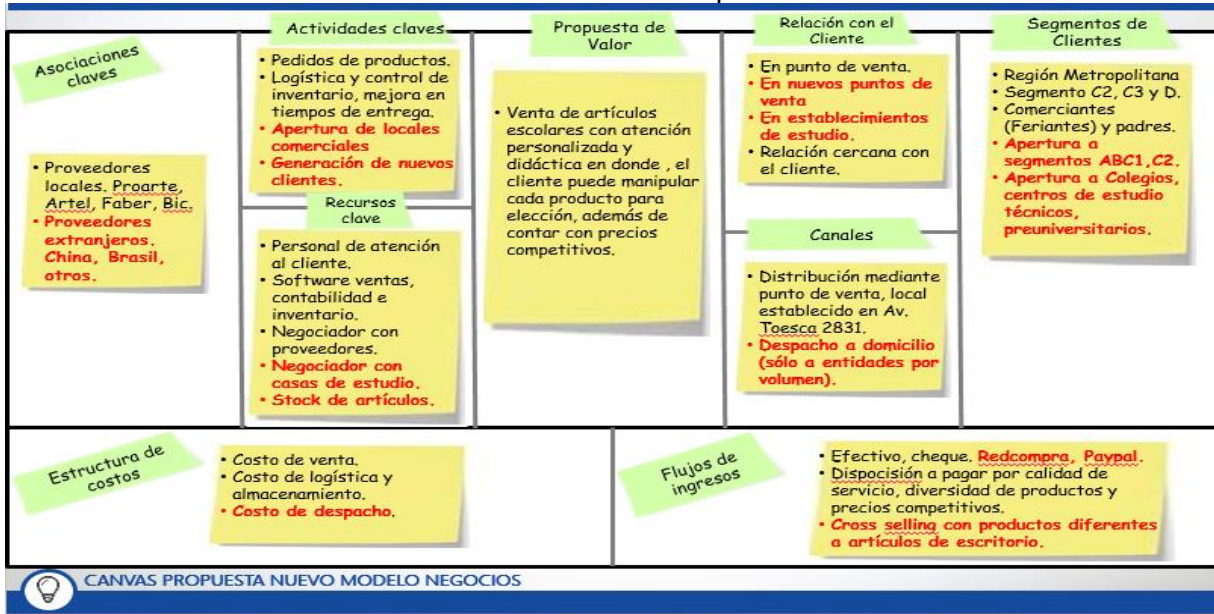 Asociaciones
claves
• Proveedores
locales. Proarte,
Artel, Faber, Bic.
• Proveedores
extranjeros.
China, Brasil,
otros.
Actividades claves
• Pedidos de productos.
• Logística y control de
inventario, mejora en
tiempos de entrega.
• Apertura de locales
comerciales
• Generación de nuevos
clientes.
Recursos
clave
• Personal de atención
al cliente.
• Software ventas,
contabilidad e
inventario.
• Negociador con
proveedores.
• Negociador con
casas de estudio.
• Stock de artículos.
Propuesta de
Valor
• Venta de artículos
escolares con atención
personalizada y
didáctica en donde , el
cliente puede manipular
cada producto para
elección, además de
contar con precios
competitivos.
Relación con el
Cliente
• En punto de venta.
• En nuevos puntos de
venta
• En establecimientos
de estudio.
• Relación cercana con
el cliente.
Canales
• Distribución mediante
punto de venta, local
establecido en Av.
Toesca 2831.
• Despacho a domicilio
(sólo a entidades por
volumen).
Segmentos de
Clientes
• Región Metropolitana
• Segmento C2, C3 y D.
• Comerciantes
(Feriantes) y padres.
• Apertura a
segmentos ABC1,C2.
• Apertura a Colegios,
centros de estudio
técnicos,
preuniversitarios.
Estructura de
costos
• Costo de venta.
• Costo de logística y
almacenamiento.
• Costo de despacho.
Flujos de
ingresos
• Efectivo, cheque. Redcompra, Paypal.
• Dispocisión a pagar por calidad de
servicio, diversidad de productos y
precios competitivos.
• Cross selling con productos diferentes
a artículos de escritorio.
CANVAS PROPUESTA NUEVO MODELO NEGOCIOS